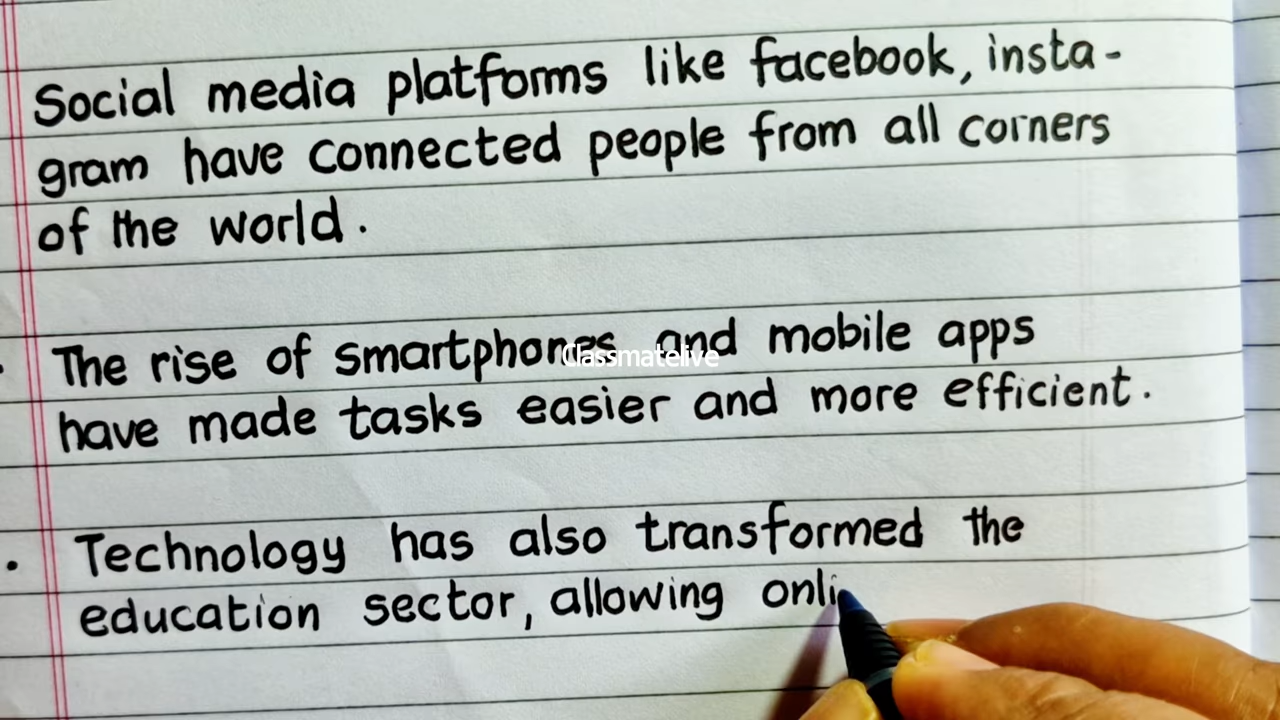 Social media platforms like facebook, insta-
gram have connected people from all corners
of the world.
The rise of smartphones and mobile apps
Classmatelive
have made tasks easier and more efficient.
. Technology has also transformed the
education sector, allowing onli